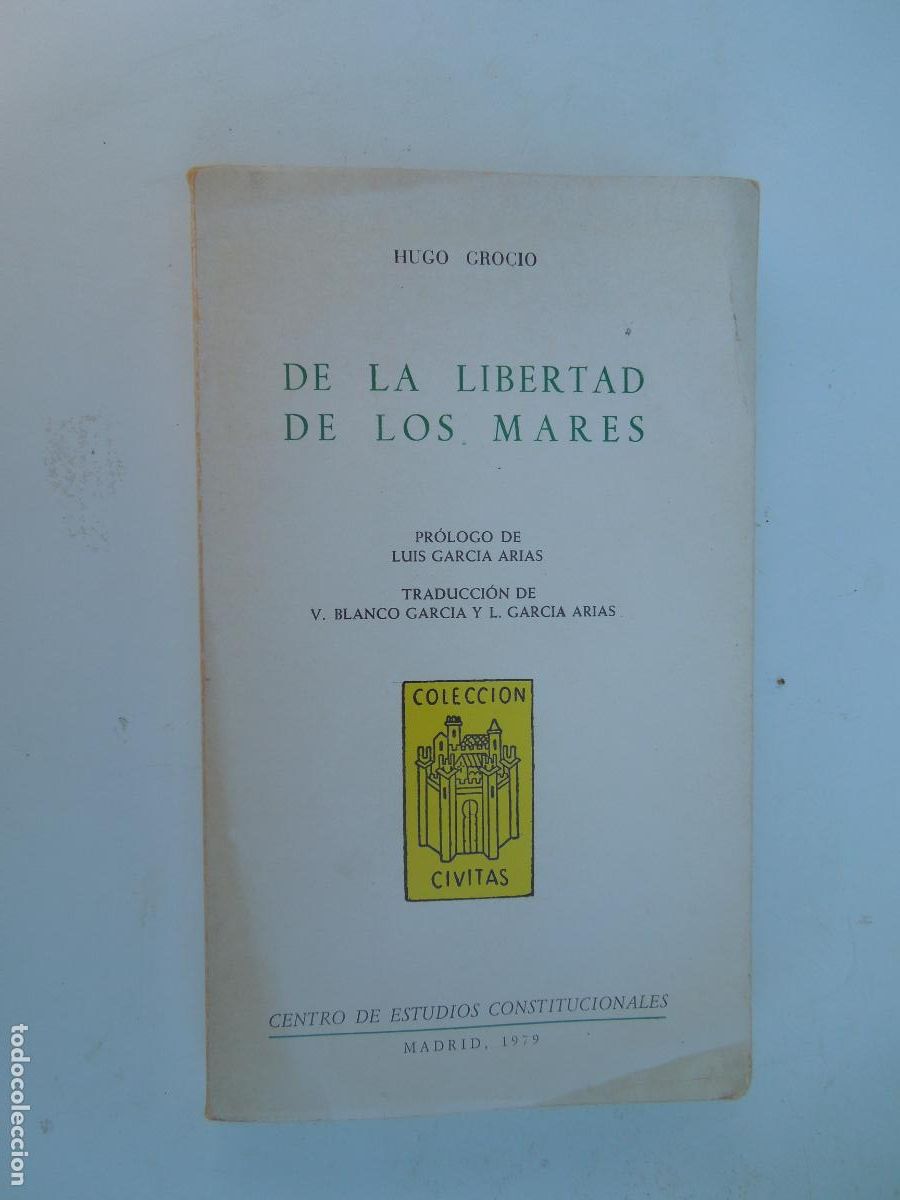 HUGO GROCIO
DE LA LIBERTAD
DE LOS MARES
PRÓLOGO DE
LUIS GARCIA ARIAS
TRADUCCIÓN DE
V. BLANCO GARCIA Y L. GARCIA ARIAS
COLECCION
CIVITAS
CENTRO DE ESTUDIOS CONSTITUCIONALES
MADRID, 1979
todocoleccion